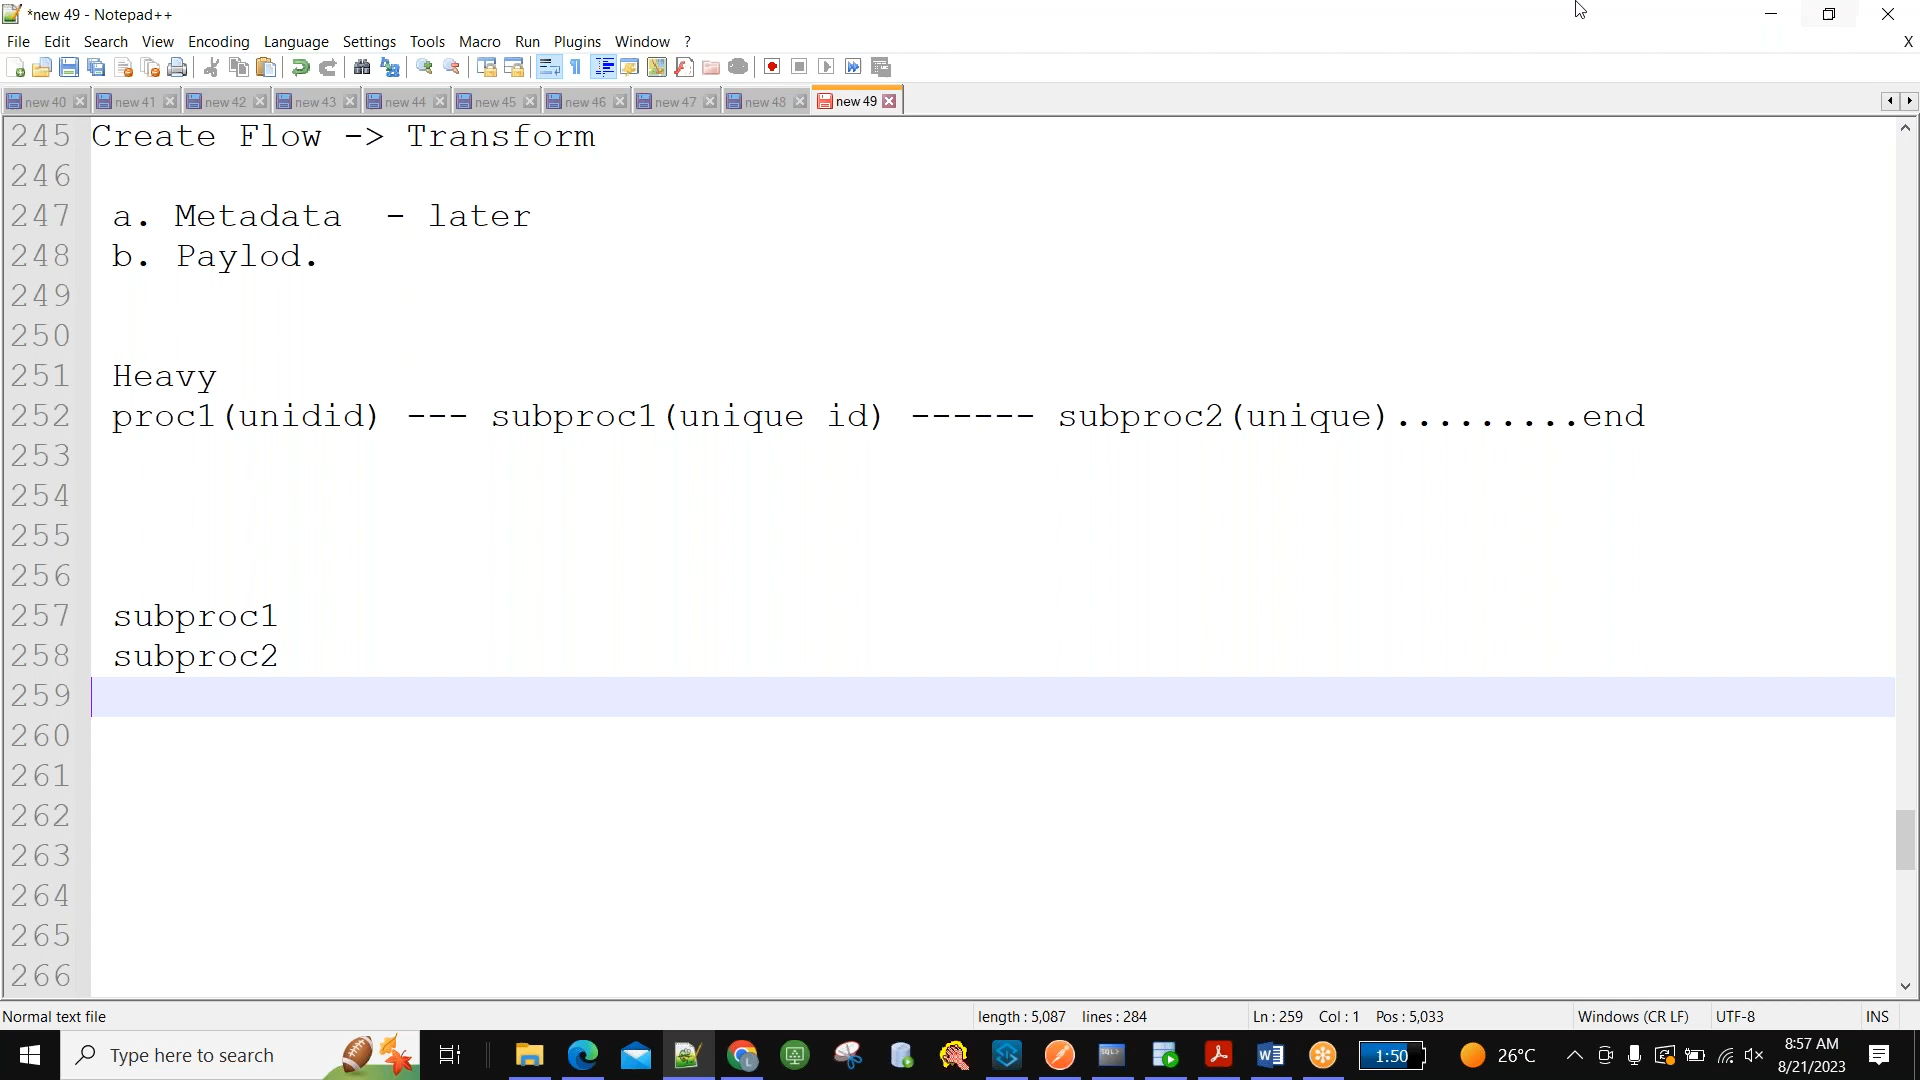 *new 49 - Notepad++
File Edit Search View Encoding Language Settings Tools Macro Run Plugins Window ?
X
new 40 new 41 new 42 new 43 new 44 new 45 new 46 new 47 new 48 new 49
245 Create Flow -> Transform
246
247 a. Metadata - later
248 b. Paylod.
249
250
251 Heavy
252 proc1(unidid) --- subproc1(unique id) ------ subproc2(unique).........end
253
254
255
256
257 subproc1
258 subproc2
259
260
261
262
263
264
265
266
Normal text file length : 5,087 lines : 284 Ln : 259 Col : 1 Pos : 5,033 Windows (CR LF) UTF-8 INS
Type here to search SQL> 1:50 26°C 8:57 AM
8/21/2023